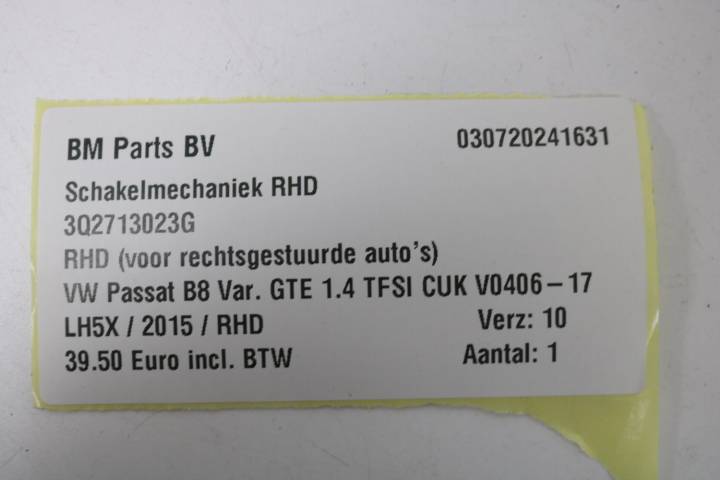 BM Parts BV 030720241631
Schakelmechaniek RHD
3Q2713023G
RHD (voor rechtsgestuurde auto's)
VW Passat B8 Var. GTE 1.4 TFSI CUK V0406-17
LH5X / 2015 / RHD Verz: 10
39.50 Euro incl. BTW Aantal: 1